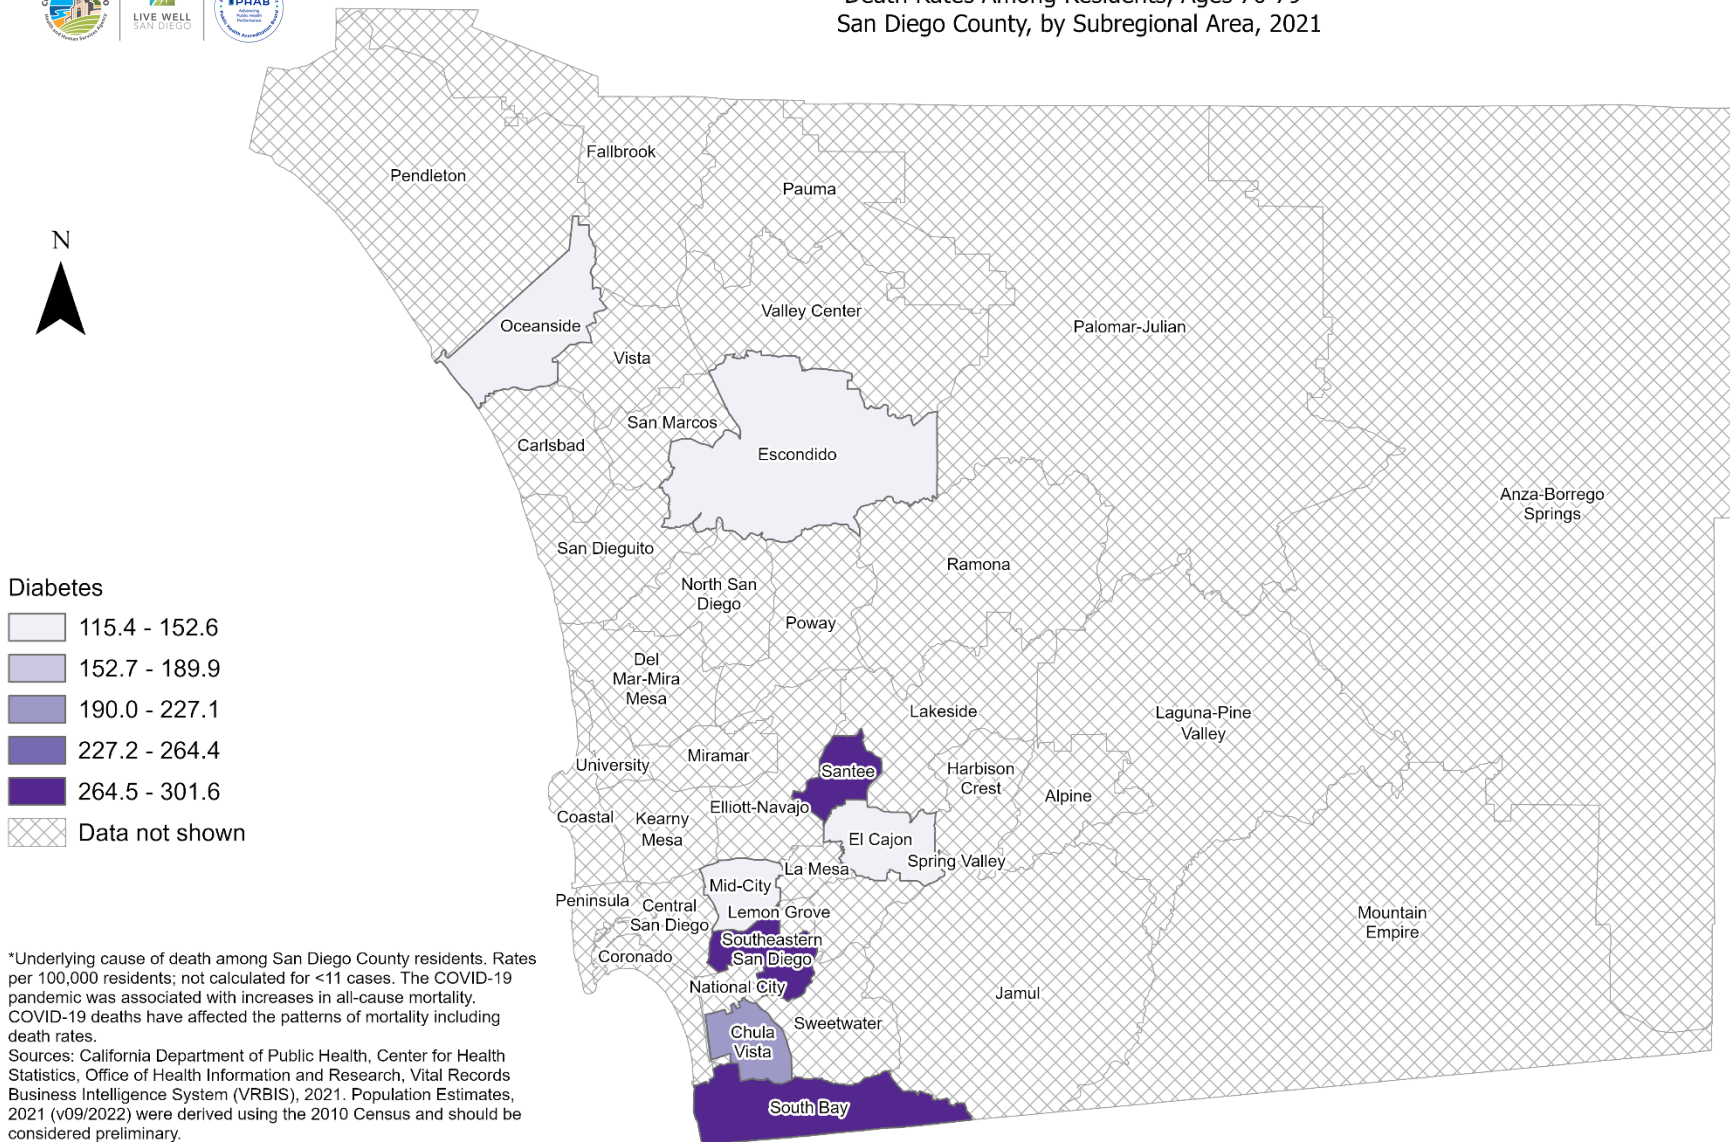 PHAB
Advancing
Public Health
Performance
LIVE WELL
SAN DIEGO
San Diego County, by Subregional Area, 2021
N
Pendleton
Fallbrook
Pauma
Oceanside
Valley Center
Palomar-Julian
Vista
San Marcos
Carlsbad
Escondido
Anza-Borrego
Springs
San Dieguito
North San
Diego
Ramona
Poway
Del
Mar-Mira
Mesa
Lakeside
Laguna-Pine
Valley
University
Miramar
Santee
Harbison
Crest
Alpine
Elliott-Navajo
Coastal
Kearny
Mesa
El Cajon
Spring Valley
La Mesa
Mid-City
Peninsula
Central
San Diego
Lemon Grove
Mountain
Empire
Southeastern
San Diego
Coronado
National City
Jamul
Sweetwater
Chula
Vista
South Bay
Diabetes
115.4 - 152.6
152.7 - 189.9
190.0 - 227.1
227.2 - 264.4
264.5 - 301.6
Data not shown
*Underlying cause of death among San Diego County residents. Rates
per 100,000 residents; not calculated for <11 cases. The COVID-19
pandemic was associated with increases in all-cause mortality.
COVID-19 deaths have affected the patterns of mortality including
death rates.
Sources: California Department of Public Health, Center for Health
Statistics, Office of Health Information and Research, Vital Records
Business Intelligence System (VRBIS), 2021. Population Estimates,
2021 (v09/2022) were derived using the 2010 Census and should be
considered preliminary.